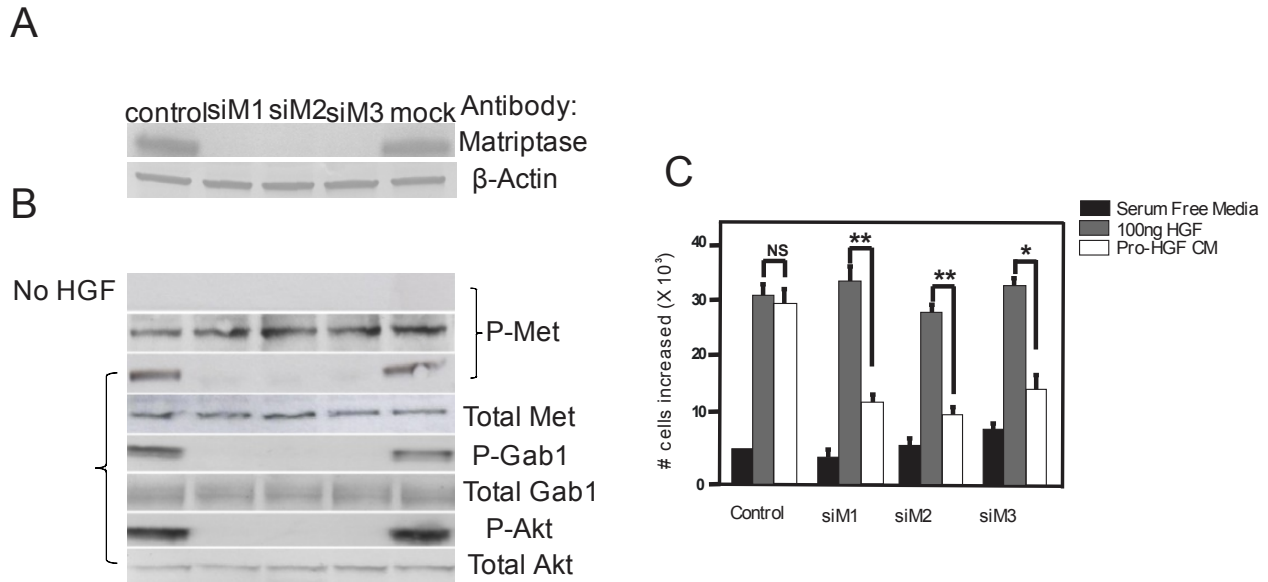 A
control siM1 siM2 siM3 mock Antibody:
Matriptase
β-Actin
B
No HGF
P-Met
Total Met
P-Gab1
Total Gab1
P-Akt
Total Akt
C
Serum Free Media
100ng HGF
Pro-HGF CM
# cells increased (X 10³)
40
30
20
10
0
NS
**
**
*
Control siM1 siM2 siM3